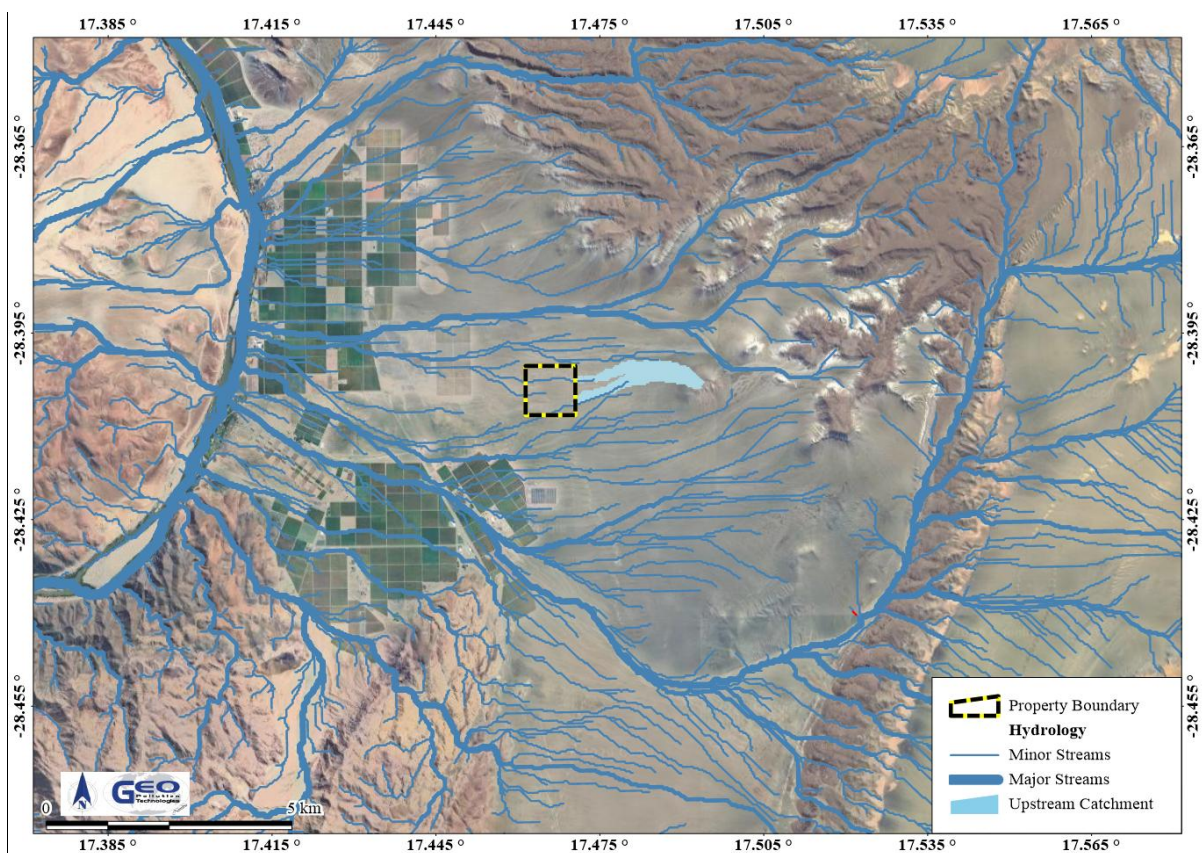 17.385 °
17.415 °
17.445 °
17.475 °
17.505 °
17.535 °
17.565 °
-28.365 °
-28.395 °
-28.425 °
-28.455 °
-28.365 °
-28.395 °
-28.425 °
-28.455 °
Property Boundary
Hydrology
Minor Streams
Major Streams
Upstream Catchment
N
GEO
Pollution
Technologies
0
5 km
17.385 °
17.415 °
17.445 °
17.475 °
17.505 °
17.535 °
17.565 °